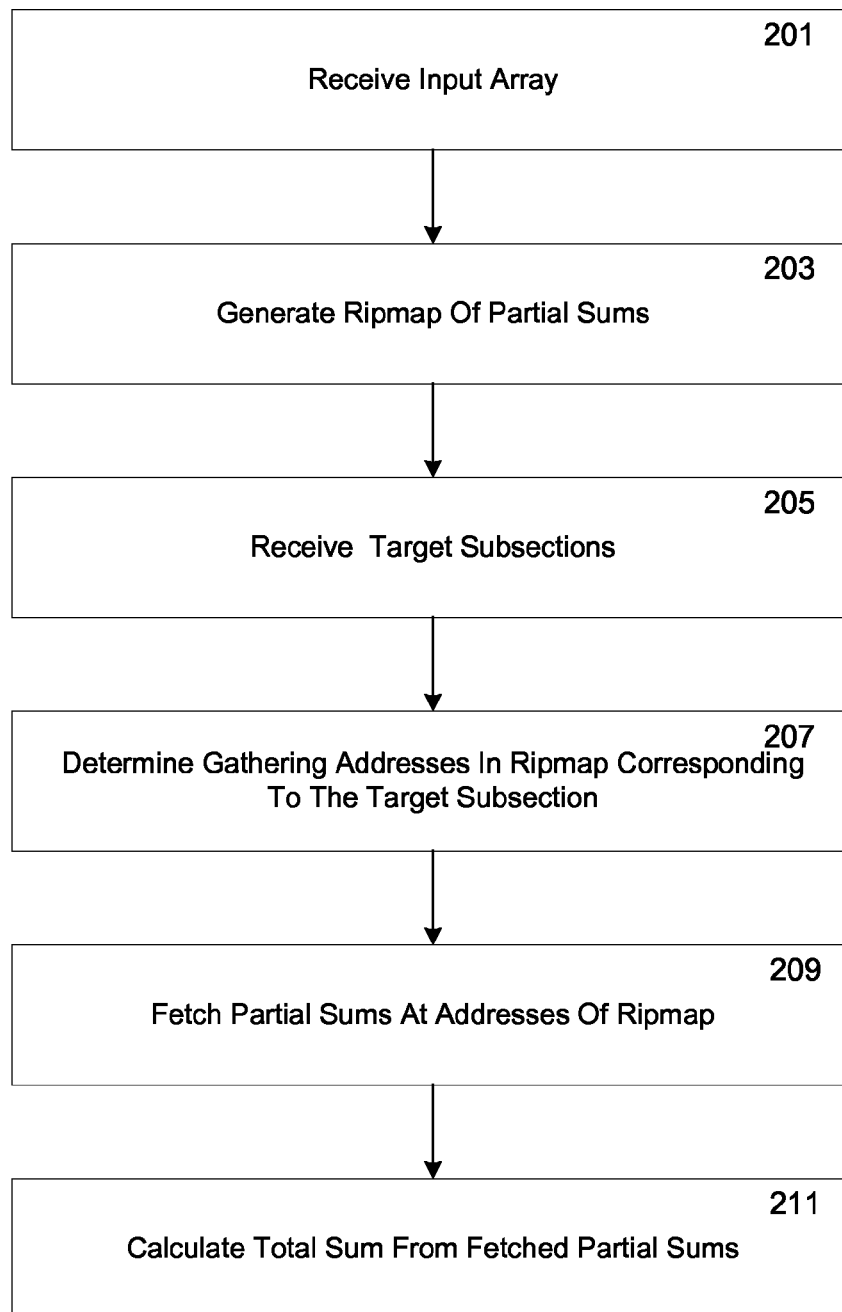 201
Receive Input Array
203
Generate Ripmap Of Partial Sums
205
Receive Target Subsections
207
Determine Gathering Addresses In Ripmap Corresponding
To The Target Subsection
209
Fetch Partial Sums At Addresses Of Ripmap
211
Calculate Total Sum From Fetched Partial Sums